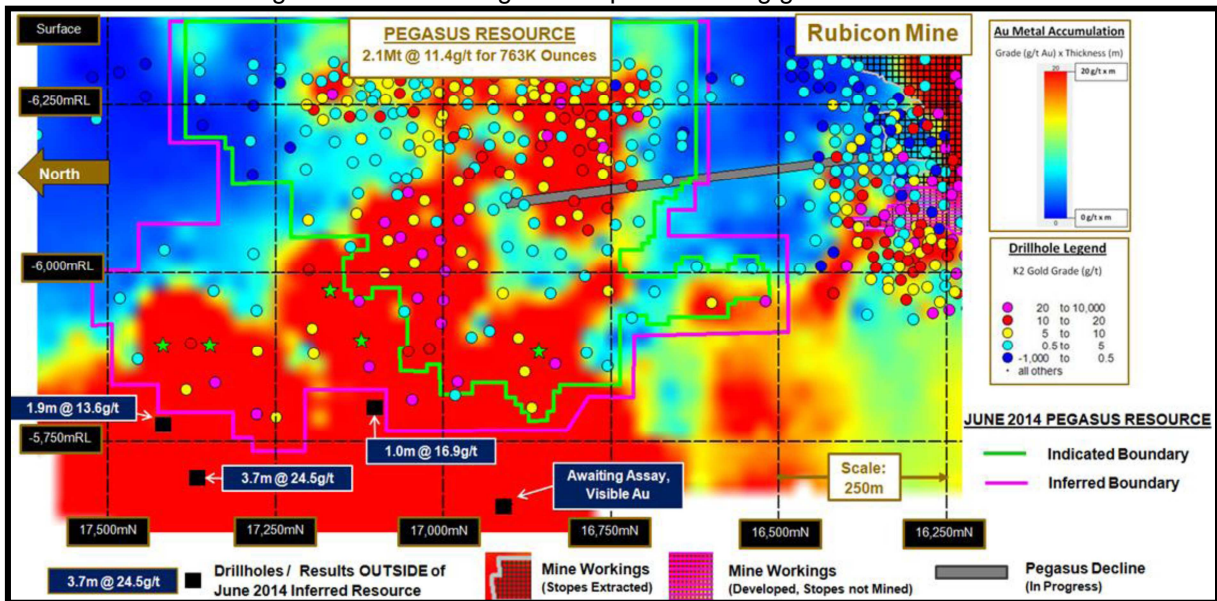 Surface
PEGASUS RESOURCE
2.1Mt @ 11.4g/t for 763K Ounces
Rubicon Mine
Au Metal Accumulation
Grade (g/t Au) x Thickness (m)
20
20 g/t x m
0 g/t x m
0
-6,250mRL
North
-6,000mRL
-5,750mRL
Drillhole Legend
K2 Gold Grade (g/t)
20 to 10,000
10 to 20
5 to 10
0.5 to 5
-1,000 to 0.5
all others
1.9m @ 13.6g/t
1.0m @ 16.9g/t
3.7m @ 24.5g/t
Awaiting Assay,
Visible Au
Scale:
250m
JUNE 2014 PEGASUS RESOURCE
Indicated Boundary
Inferred Boundary
17,500mN
17,250mN
17,000mN
16,750mN
16,500mN
16,250mN
3.7m @ 24.5g/t
Drillholes / Results OUTSIDE of
June 2014 Inferred Resource
Mine Workings
(Stopes Extracted)
Mine Workings
(Developed, Stopes not Mined)
Pegasus Decline
(In Progress)